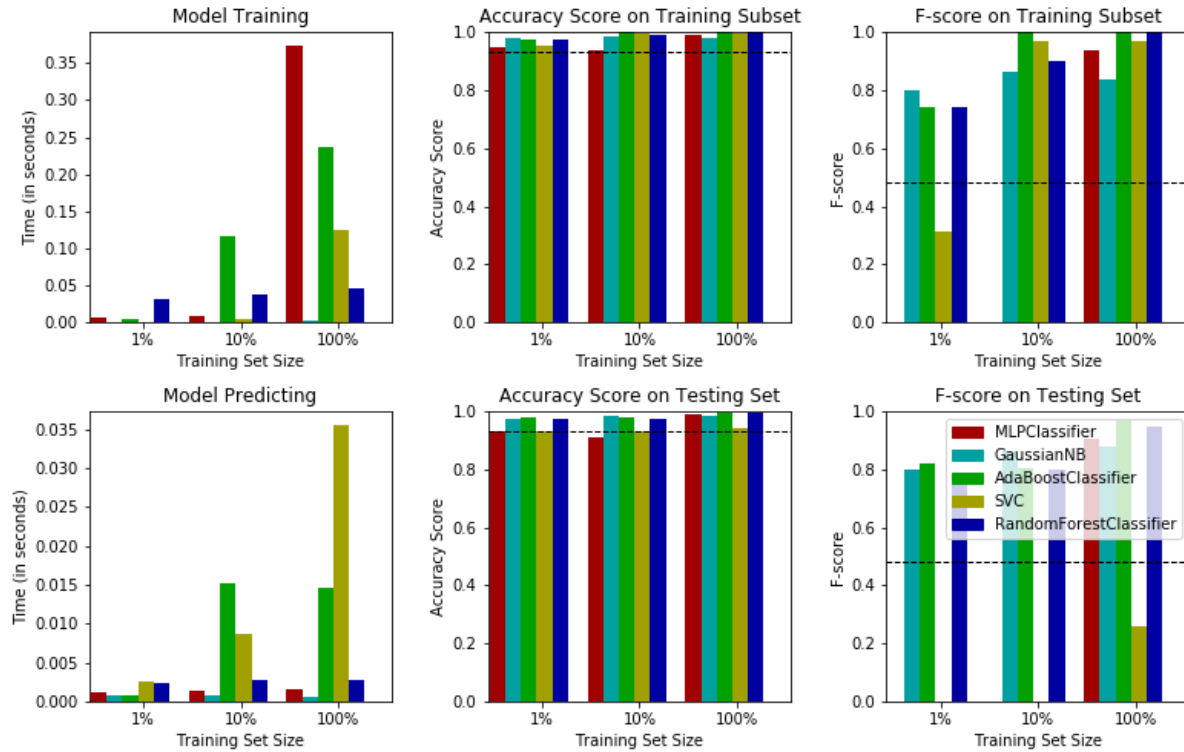 Model Training
Accuracy Score on Training Subset
F-score on Training Subset
Time (in seconds)
0.35
0.30
0.25
0.20
0.15
0.10
0.05
0.00
1%
10%
100%
Training Set Size
Accuracy Score
1.0
0.8
0.6
0.4
0.2
0.0
1%
10%
100%
Training Set Size
F-score
1.0
0.8
0.6
0.4
0.2
0.0
1%
10%
100%
Training Set Size
Model Predicting
Accuracy Score on Testing Set
F-score on Testing Set
Time (in seconds)
0.035
0.030
0.025
0.020
0.015
0.010
0.005
0.000
1%
10%
100%
Training Set Size
Accuracy Score
1.0
0.8
0.6
0.4
0.2
0.0
1%
10%
100%
Training Set Size
F-score
1.0
0.8
0.6
0.4
0.2
0.0
MLPClassifier
GaussianNB
AdaBoostClassifier
SVC
RandomForestClassifier
1%
10%
100%
Training Set Size